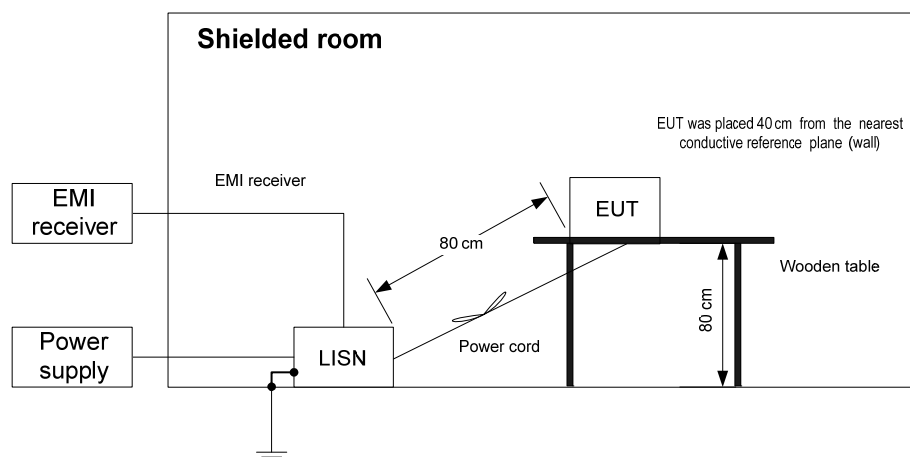 Shielded room
EUT was placed 40 cm from the nearest
conductive reference plane (wall)
EMI receiver
EMI
receiver
EUT
80 cm
Wooden table
80 cm
Power
supply
LISN
Power cord